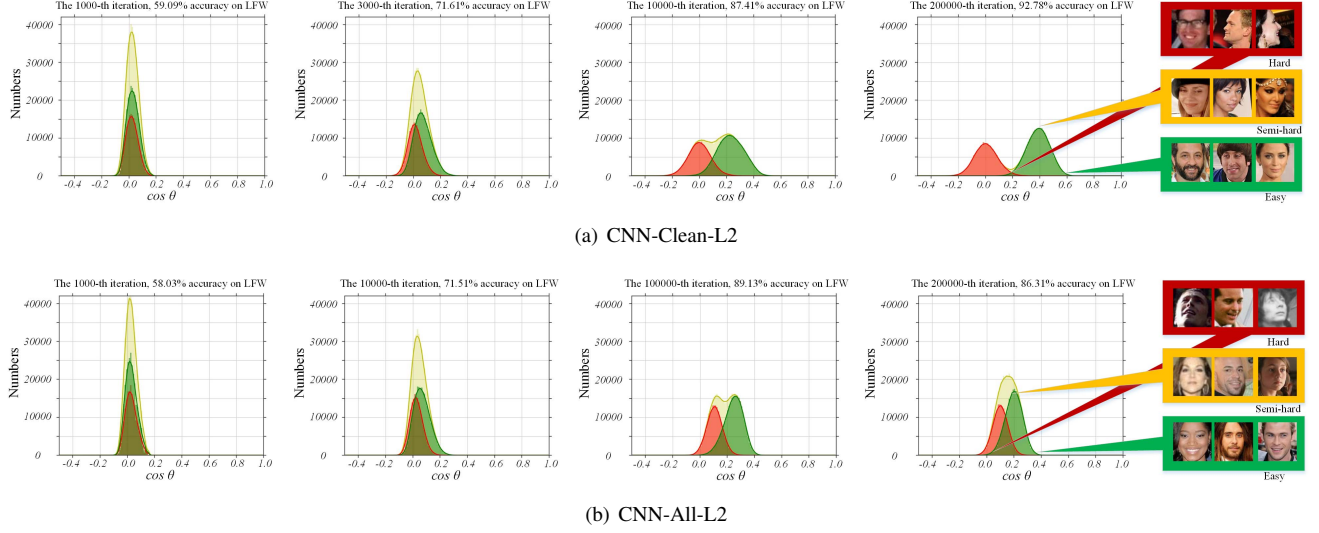 The 1000-th iteration, 59.09% accuracy on LFW
The 3000-th iteration, 71.61% accuracy on LFW
The 10000-th iteration, 87.41% accuracy on LFW
The 200000-th iteration, 92.78% accuracy on LFW
Numbers
40000
30000
20000
10000
0
-0.4 -0.2 0.0 0.2 0.4 0.6 0.8 1.0
cos θ
Numbers
40000
30000
20000
10000
0
-0.4 -0.2 0.0 0.2 0.4 0.6 0.8 1.0
cos θ
Numbers
40000
30000
20000
10000
0
-0.4 -0.2 0.0 0.2 0.4 0.6 0.8 1.0
cos θ
Numbers
40000
30000
20000
10000
0
-0.4 -0.2 0.0 0.2 0.4 0.6 0.8 1.0
cos θ
Hard
Semi-hard
Easy
(a) CNN-Clean-L2
The 1000-th iteration, 58.03% accuracy on LFW
The 10000-th iteration, 71.51% accuracy on LFW
The 100000-th iteration, 89.13% accuracy on LFW
The 200000-th iteration, 86.31% accuracy on LFW
Numbers
40000
30000
20000
10000
0
-0.4 -0.2 0.0 0.2 0.4 0.6 0.8 1.0
cos θ
Numbers
40000
30000
20000
10000
0
-0.4 -0.2 0.0 0.2 0.4 0.6 0.8 1.0
cos θ
Numbers
40000
30000
20000
10000
0
-0.4 -0.2 0.0 0.2 0.4 0.6 0.8 1.0
cos θ
Numbers
40000
30000
20000
10000
0
-0.4 -0.2 0.0 0.2 0.4 0.6 0.8 1.0
cos θ
Hard
Semi-hard
Easy
(b) CNN-All-L2